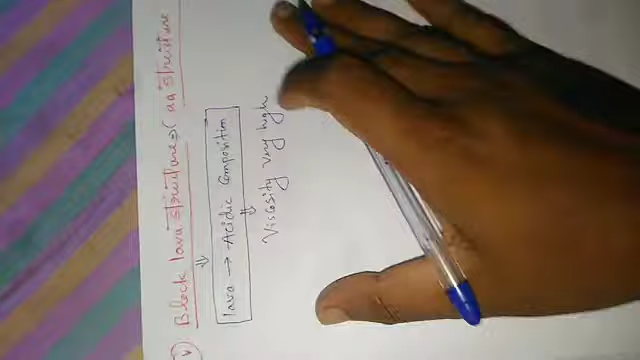 (v) Block lava structure ⇒ (aa structure
⇓
lava → Acidic Composition
⇓
Viscosity very high